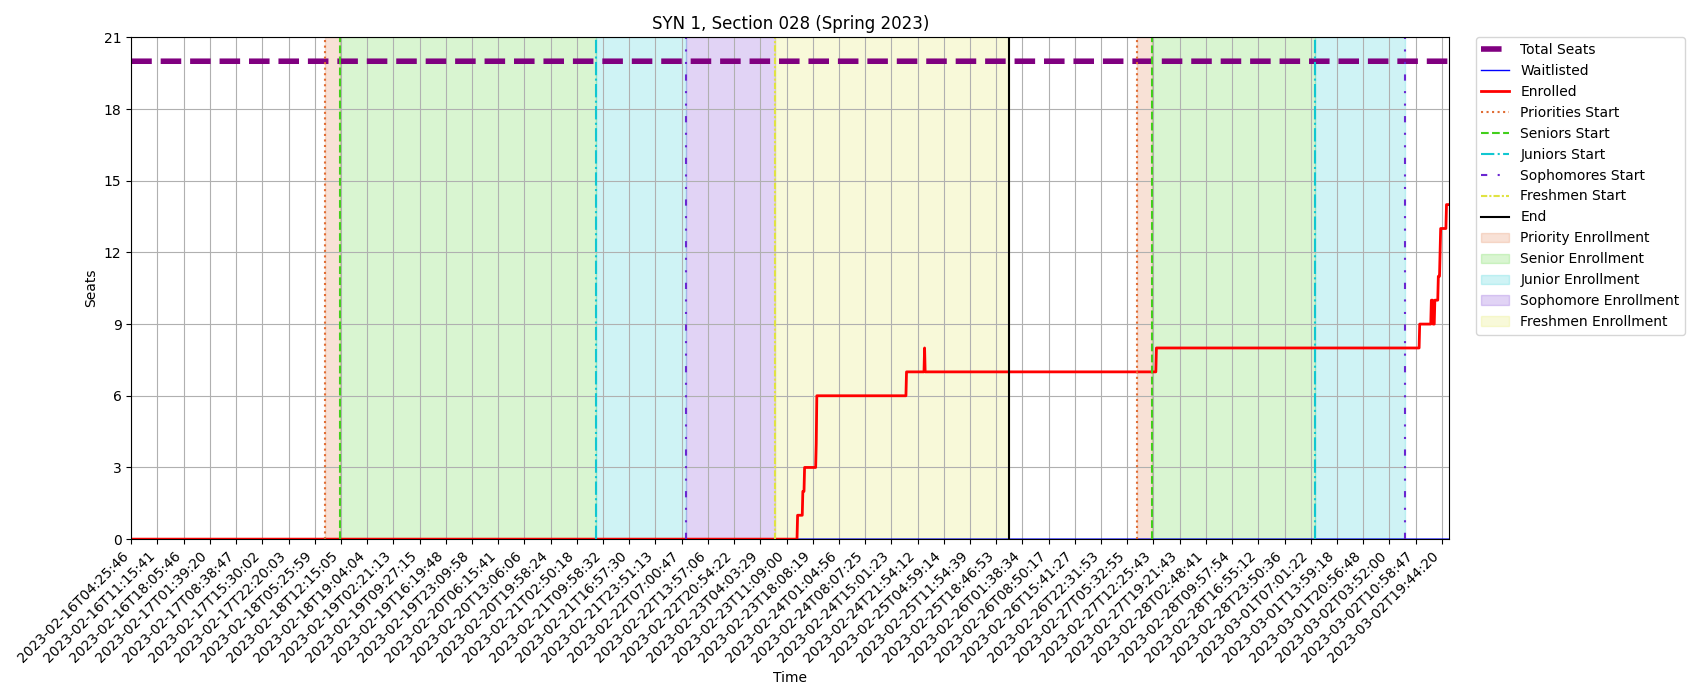 SYN 1, Section 028 (Spring 2023)
Seats
21
18
15
12
9
6
3
0
2023-02-16T04:25:46
2023-02-16T11:15:41
2023-02-16T18:05:46
2023-02-17T01:39:20
2023-02-17T08:38:47
2023-02-17T15:30:02
2023-02-17T22:20:03
2023-02-18T05:25:59
2023-02-18T12:15:05
2023-02-18T19:04:04
2023-02-19T02:21:13
2023-02-19T09:27:15
2023-02-19T16:19:48
2023-02-19T23:09:58
2023-02-20T06:15:41
2023-02-20T13:06:06
2023-02-20T19:58:24
2023-02-21T02:50:18
2023-02-21T09:58:32
2023-02-21T16:57:30
2023-02-21T23:51:13
2023-02-22T07:00:47
2023-02-22T13:57:06
2023-02-22T20:54:22
2023-02-23T04:03:29
2023-02-23T11:09:00
2023-02-23T18:08:19
2023-02-24T01:04:56
2023-02-24T08:07:25
2023-02-24T15:01:23
2023-02-24T21:54:12
2023-02-25T04:59:14
2023-02-25T11:54:39
2023-02-25T18:46:53
2023-02-26T01:38:34
2023-02-26T08:50:17
2023-02-26T15:41:27
2023-02-26T22:31:53
2023-02-27T05:32:55
2023-02-27T12:25:43
2023-02-27T19:21:43
2023-02-28T02:48:41
2023-02-28T09:57:54
2023-02-28T16:55:12
2023-02-28T23:50:36
2023-03-01T07:01:22
2023-03-01T13:59:18
2023-03-01T20:56:48
2023-03-02T03:52:00
2023-03-02T10:58:47
2023-03-02T19:44:20
Time
Total Seats
Waitlisted
Enrolled
Priorities Start
Seniors Start
Juniors Start
Sophomores Start
Freshmen Start
End
Priority Enrollment
Senior Enrollment
Junior Enrollment
Sophomore Enrollment
Freshmen Enrollment